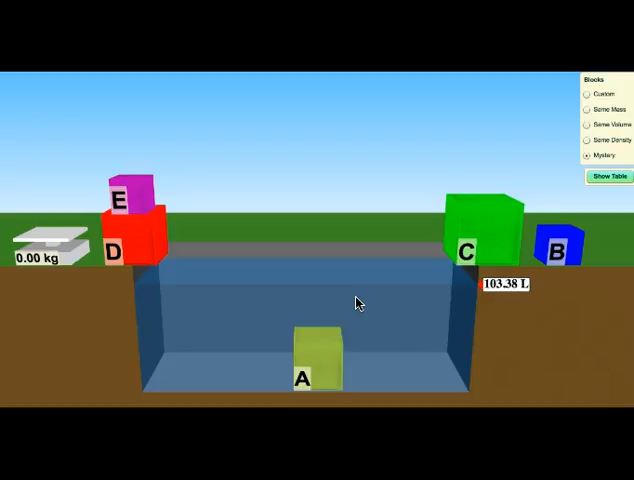 Blocks
Custom
Same Mass
Same Volume
Same Density
Mystery
Show Table
E
D
0.00 kg
C
B
103.38 L
A